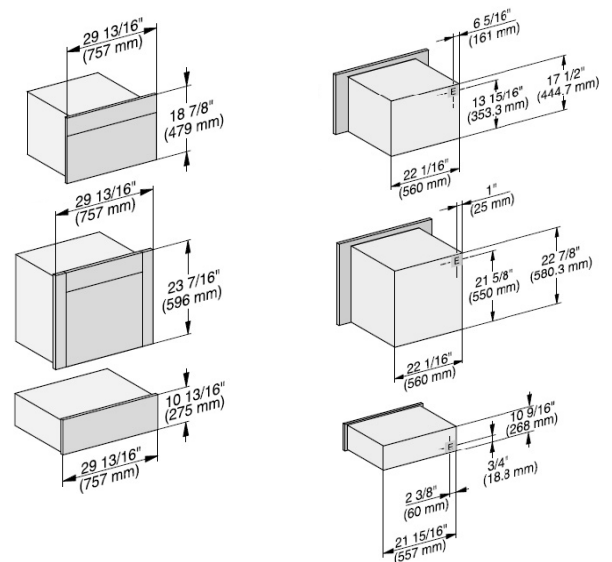 29 13/16"
(757 mm)
18 7/8"
(479 mm)
6 5/16"
(161 mm)
E
13 15/16"
(353.3 mm)
17 1/2"
(444.7 mm)
22 1/16"
(560 mm)
29 13/16"
(757 mm)
23 7/16"
(596 mm)
1"
(25 mm)
E
21 5/8"
(550 mm)
22 7/8"
(580.3 mm)
22 1/16"
(560 mm)
10 13/16"
(275 mm)
29 13/16"
(757 mm)
10 9/16"
(268 mm)
E
3/4"
(18.8 mm)
2 3/8"
(60 mm)
21 15/16"
(557 mm)